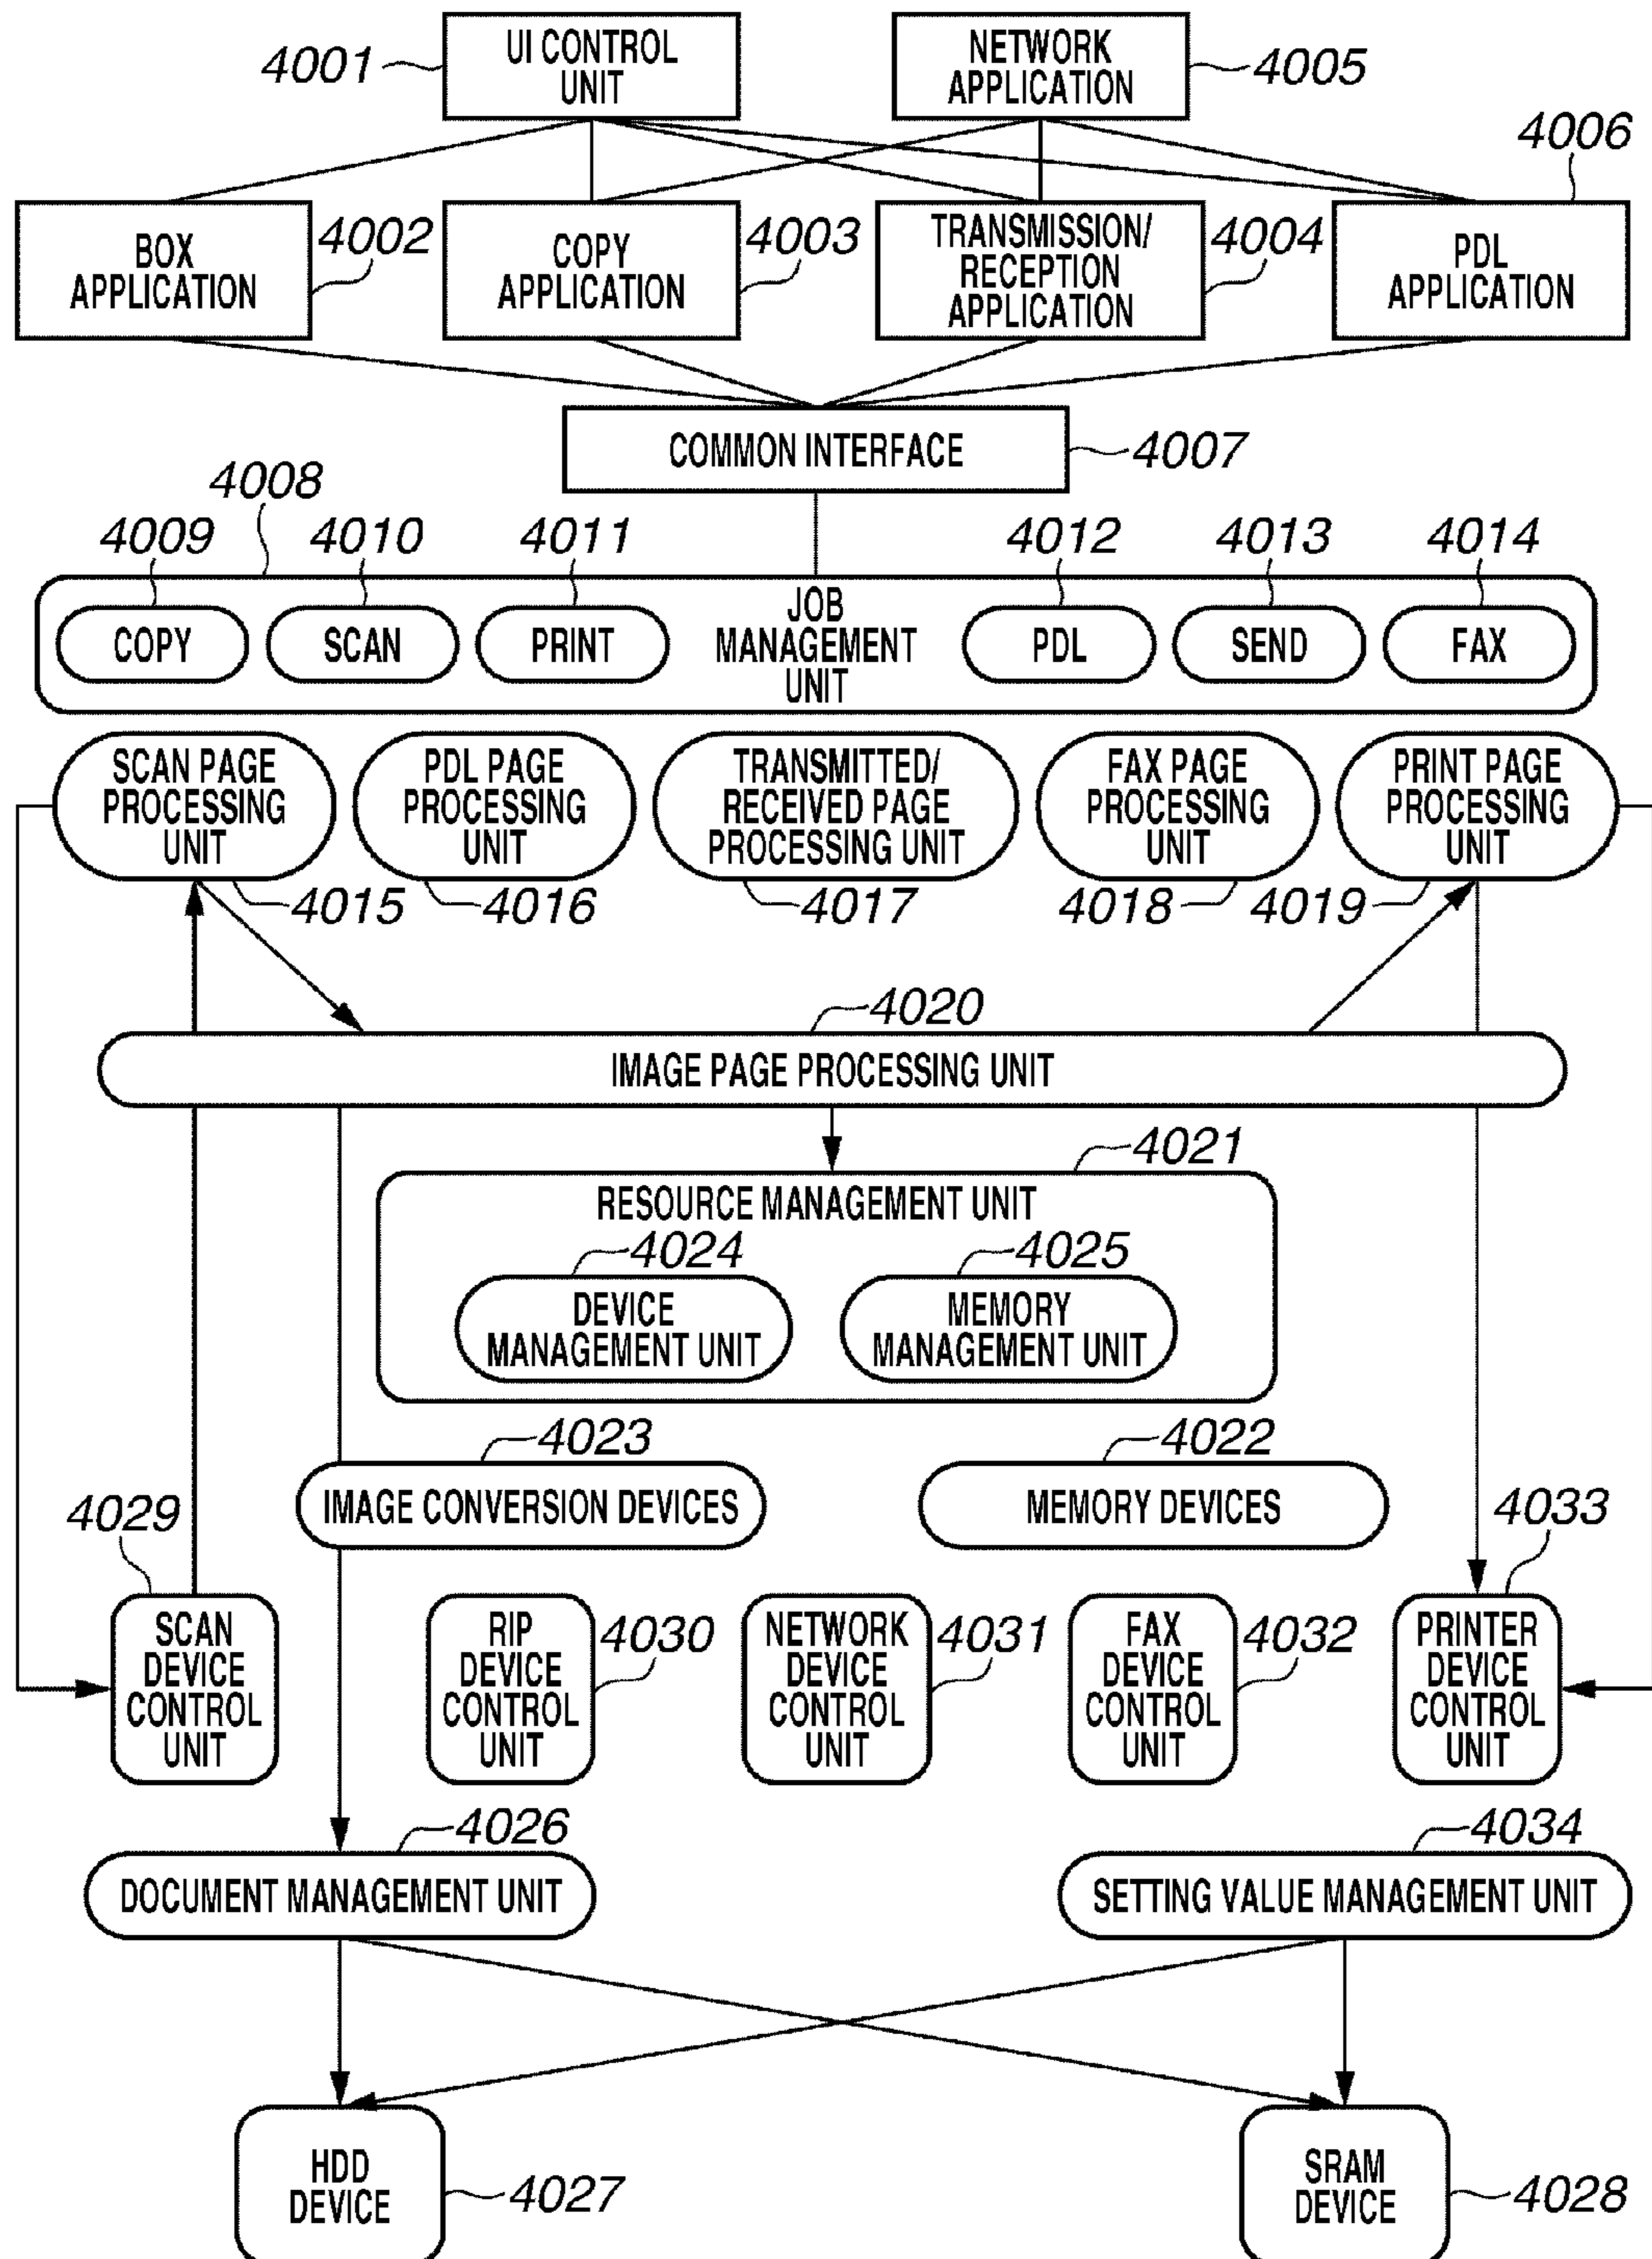 UI CONTROL
UNIT
4001
NETWORK
APPLICATION
4005
4006
BOX
APPLICATION
4002
COPY
APPLICATION
4003
TRANSMISSION/
RECEPTION
APPLICATION
4004
PDL
APPLICATION
COMMON INTERFACE
4007
4008
4009
4010
4011
4012
4013
4014
COPY
SCAN
PRINT
JOB
MANAGEMENT
UNIT
PDL
SEND
FAX
SCAN PAGE
PROCESSING
UNIT
PDL PAGE
PROCESSING
UNIT
TRANSMITTED/
RECEIVED PAGE
PROCESSING UNIT
FAX PAGE
PROCESSING
UNIT
PRINT PAGE
PROCESSING
UNIT
4015
4016
4017
4018
4019
4020
IMAGE PAGE PROCESSING UNIT
4021
RESOURCE MANAGEMENT UNIT
4024
4025
DEVICE
MANAGEMENT UNIT
MEMORY
MANAGEMENT UNIT
4023
4022
IMAGE CONVERSION DEVICES
MEMORY DEVICES
4029
4033
SCAN
DEVICE
CONTROL
UNIT
RIP
DEVICE
CONTROL
UNIT
4030
NETWORK
DEVICE
CONTROL
UNIT
4031
FAX
DEVICE
CONTROL
UNIT
4032
PRINTER
DEVICE
CONTROL
UNIT
4026
4034
DOCUMENT MANAGEMENT UNIT
SETTING VALUE MANAGEMENT UNIT
HDD
DEVICE
4027
SRAM
DEVICE
4028